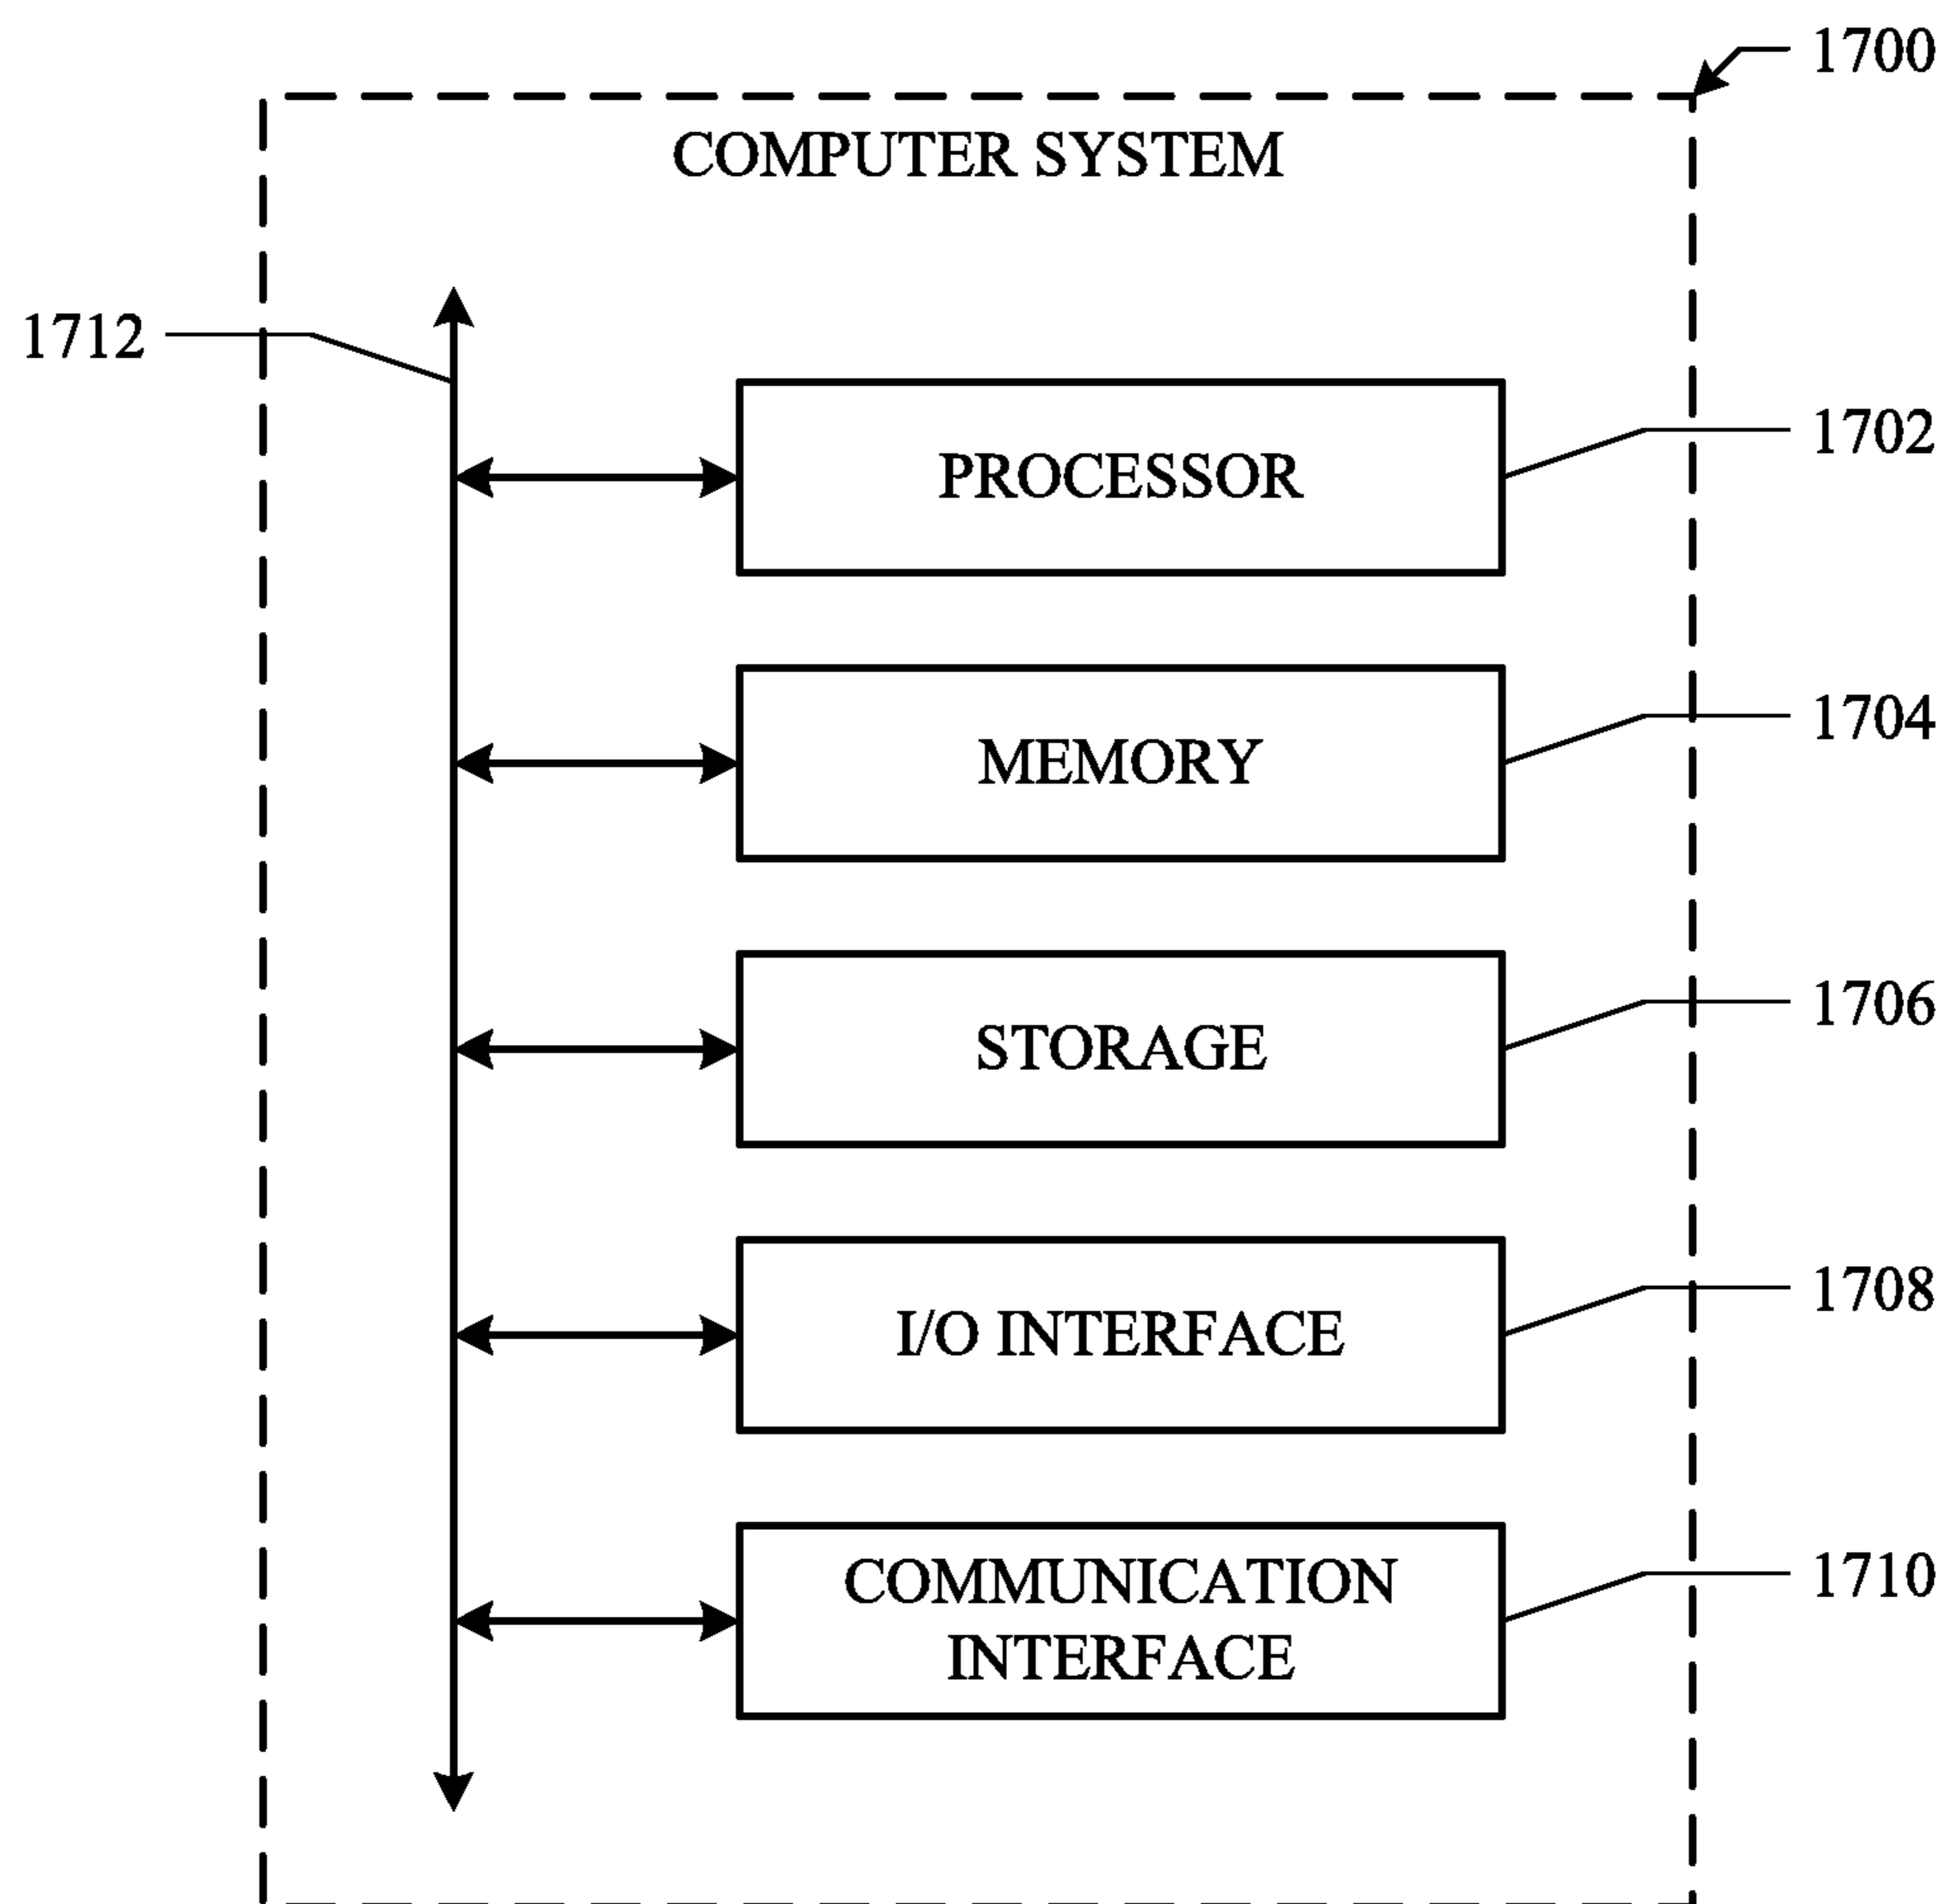 1700
COMPUTER SYSTEM
1712
PROCESSOR
1702
MEMORY
1704
STORAGE
1706
I/O INTERFACE
1708
COMMUNICATION
INTERFACE
1710